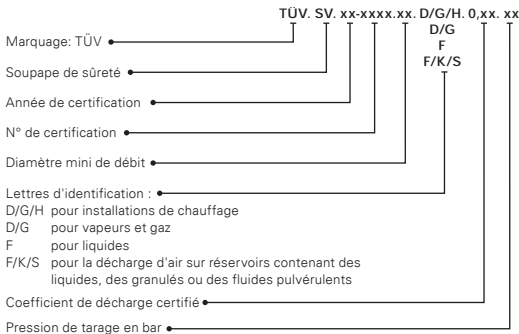 TÜV. SV. xx-xxxx.xx. D/G/H. 0,xx. xx
D/G
F
F/K/S
Marquage: TÜV
Soupape de sûreté
Année de certification
N° de certification
Diamètre mini de débit
Lettres d'identification :
D/G/H pour installations de chauffage
D/G pour vapeurs et gaz
F pour liquides
F/K/S pour la décharge d'air sur réservoirs contenant des
liquides, des granulés ou des fluides pulvérulents
Coefficient de décharge certifié
Pression de tarage en bar